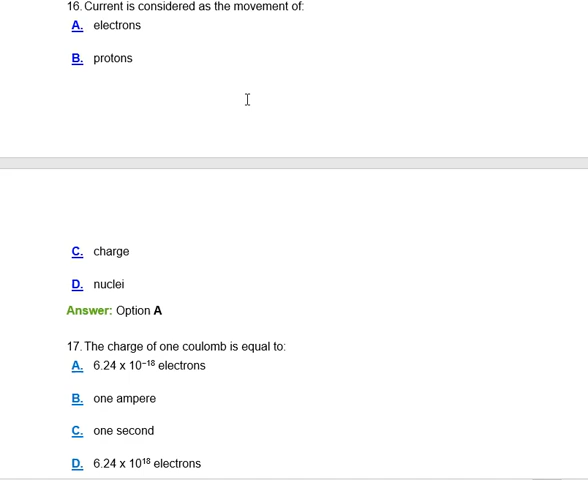 16. Current is considered as the movement of:
A. electrons
B. protons
C. charge
D. nuclei
Answer: Option A
17. The charge of one coulomb is equal to:
A. 6.24 x 10⁻¹⁸ electrons
B. one ampere
C. one second
D. 6.24 x 10¹⁸ electrons